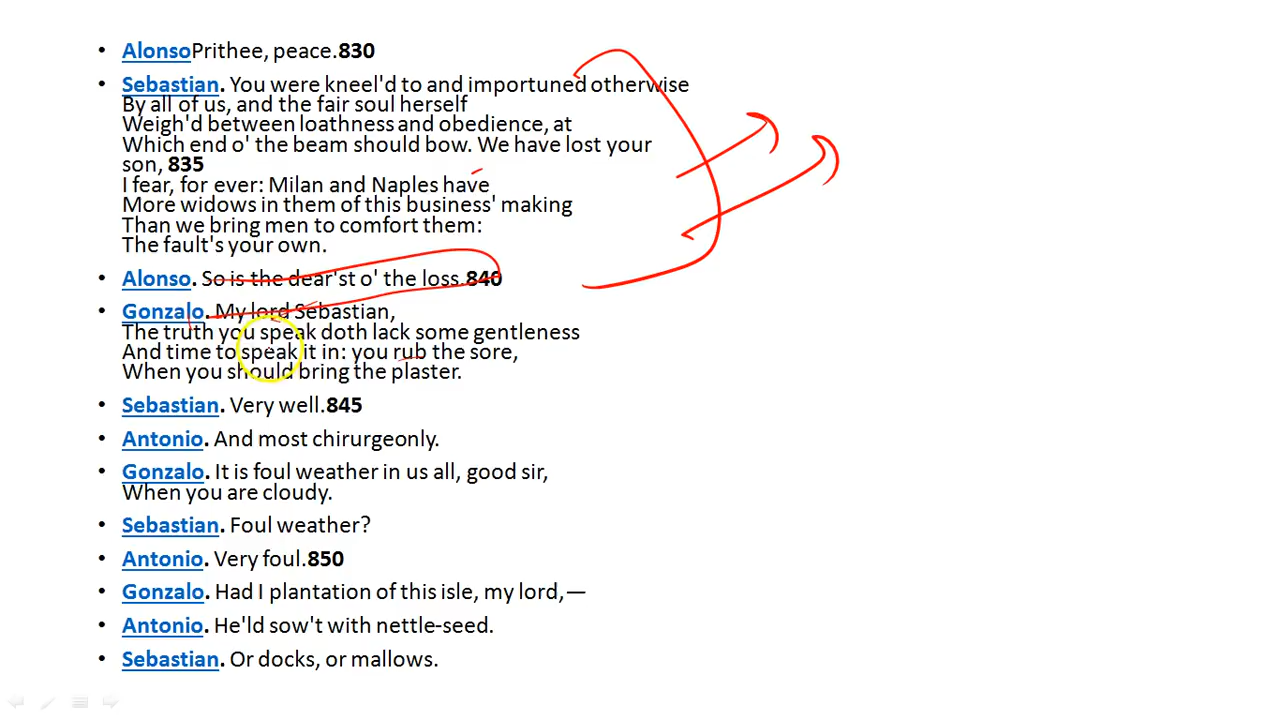 • AlonsoPrithee, peace.830
• Sebastian. You were kneel'd to and importuned otherwise
By all of us, and the fair soul herself
Weigh'd between loathness and obedience, at
Which end o' the beam should bow. We have lost your
son, 835
I fear, for ever: Milan and Naples have
More widows in them of this business' making
Than we bring men to comfort them:
The fault's your own.
• Alonso. So is the dear'st o' the loss.840
• Gonzalo. My lord Sebastian,
The truth you speak doth lack some gentleness
And time to speak it in: you rub the sore,
When you should bring the plaster.
• Sebastian. Very well.845
• Antonio. And most chirurgeonly.
• Gonzalo. It is foul weather in us all, good sir,
When you are cloudy.
• Sebastian. Foul weather?
• Antonio. Very foul.850
• Gonzalo. Had I plantation of this isle, my lord,—
• Antonio. He'ld sow't with nettle-seed.
• Sebastian. Or docks, or mallows.